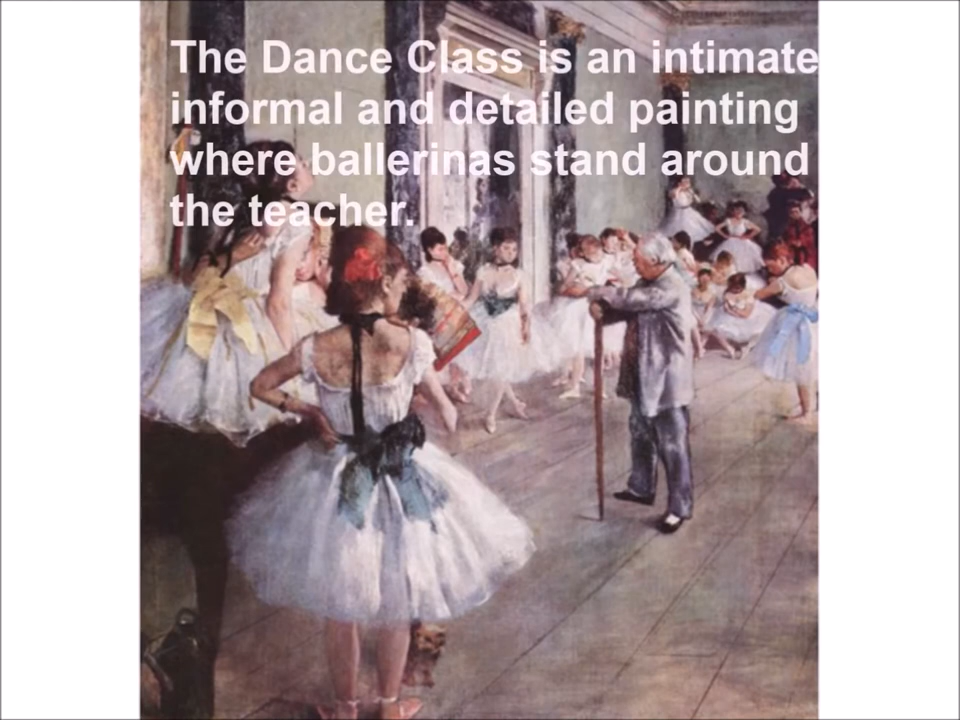 The Dance Class is an intimate
informal and detailed painting
where ballerinas stand around
the teacher.